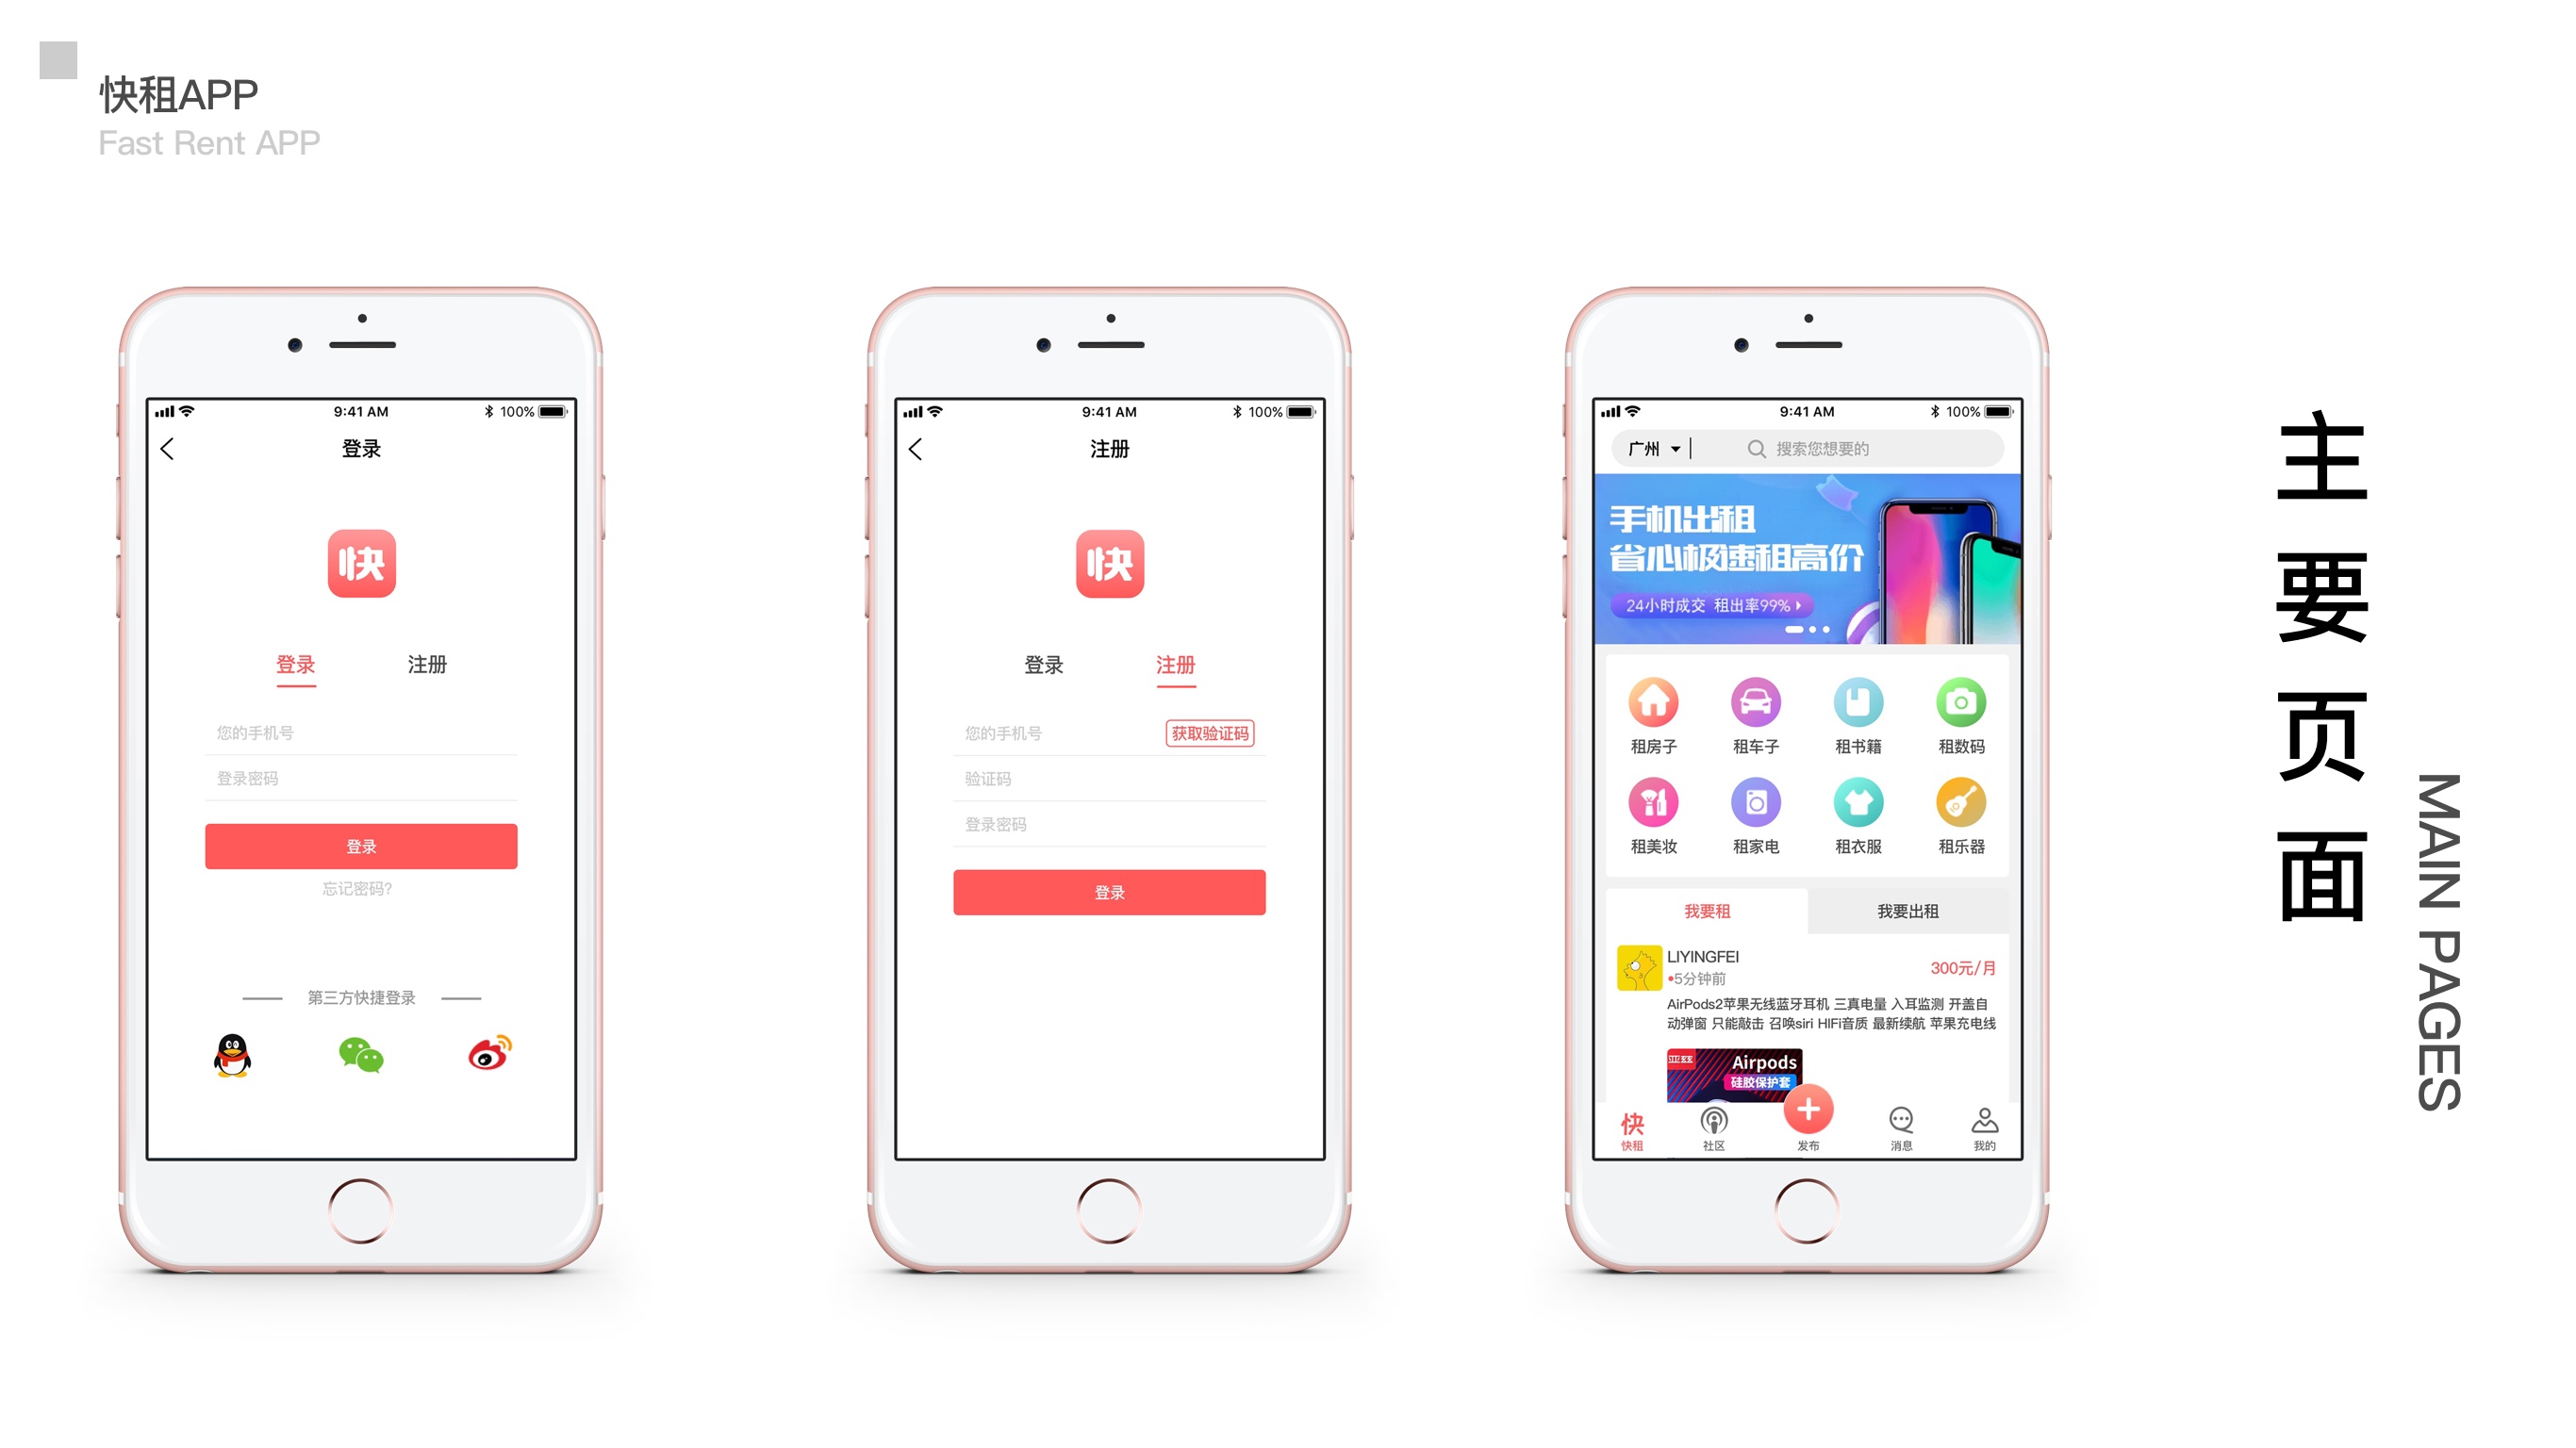 快租APP
Fast Rent APP
9:41 AM
100%
登录
快
登录 注册
您的手机号
登录密码
登录
忘记密码?
第三方快捷登录
9:41 AM
100%
注册
快
登录 注册
您的手机号 获取验证码
验证码
登录密码
登录
9:41 AM
100%
广州 搜索您想要的
手机出租
省心极速租高价
24小时成交 租出率99%
租房子 租车子 租书籍 租数码
租美妆 租家电 租衣服 租乐器
我要租 我要出租
LIYINGFEI
5分钟前
300元/月
AirPods2苹果无线蓝牙耳机 三真电量 入耳监测 开盖自
动弹窗 只能敲击 召唤siri HIFi音质 最新续航 苹果充电线
Airpods
硅胶保护套
快
快租 社区 发布 消息 我的
主要页面
MAIN PAGES